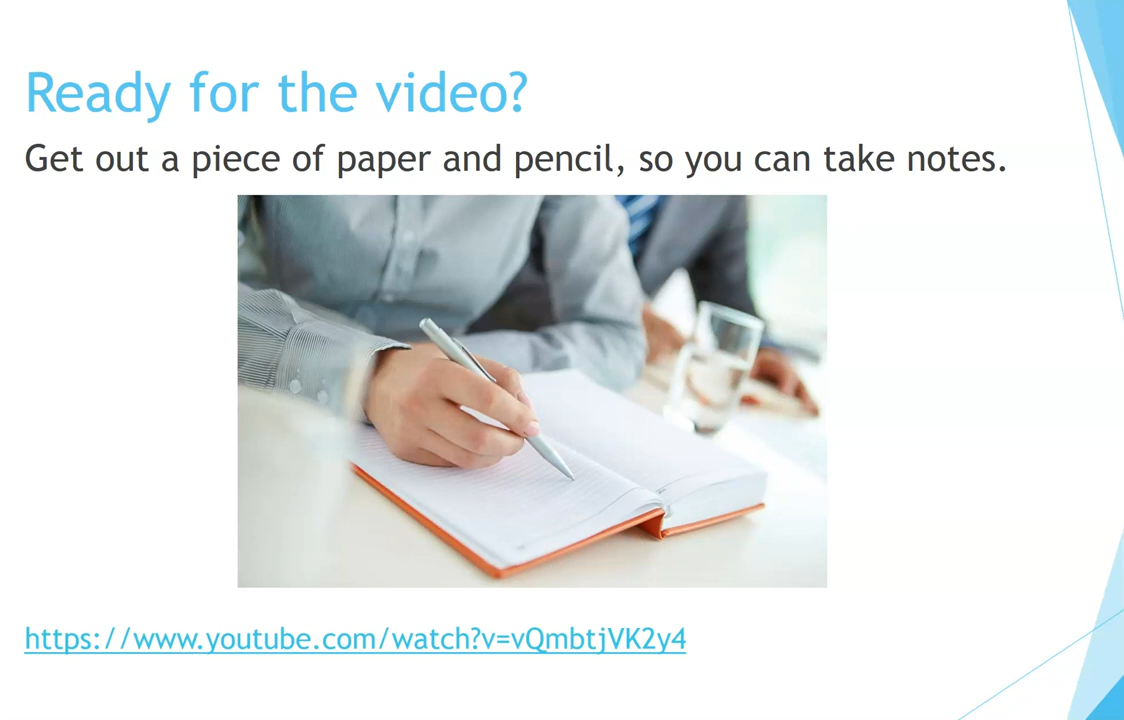 Ready for the video?
Get out a piece of paper and pencil, so you can take notes.
https://www.youtube.com/watch?v=vQmbtjVK2y4